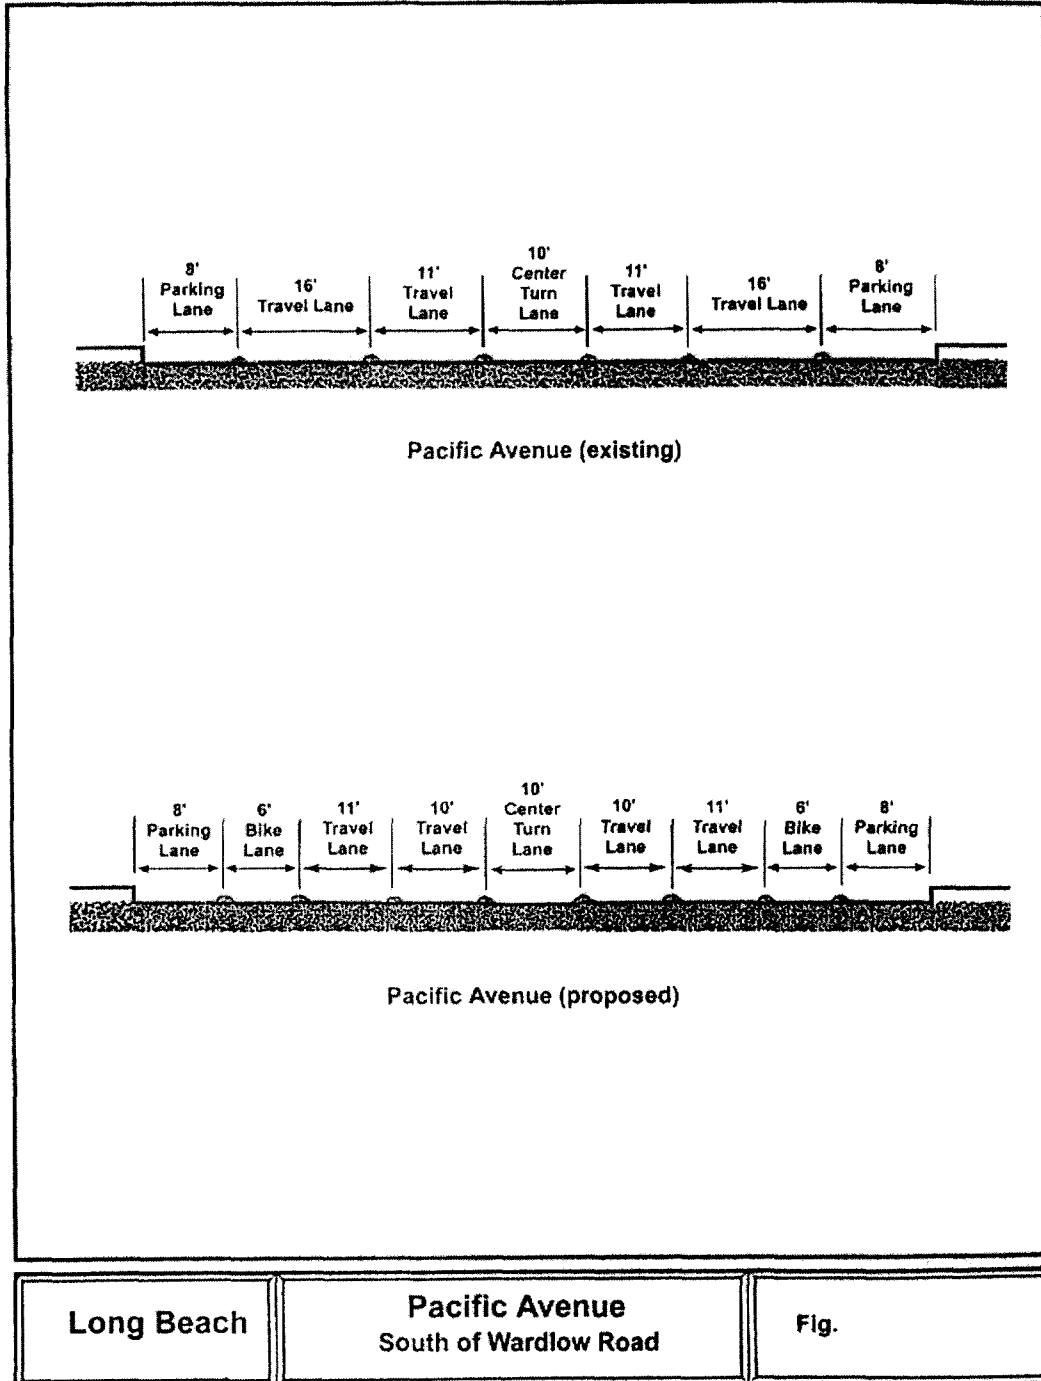 8'
Parking
Lane
16'
Travel Lane
11'
Travel
Lane
10'
Center
Turn
Lane
11'
Travel
Lane
16'
Travel Lane
8'
Parking
Lane
Pacific Avenue (existing)
8'
Parking
Lane
6'
Bike
Lane
11'
Travel
Lane
10'
Travel
Lane
10'
Center
Turn
Lane
10'
Travel
Lane
11'
Travel
Lane
6'
Bike
Lane
8'
Parking
Lane
Pacific Avenue (proposed)
Long Beach
Pacific Avenue
South of Wardlow Road
Fig.